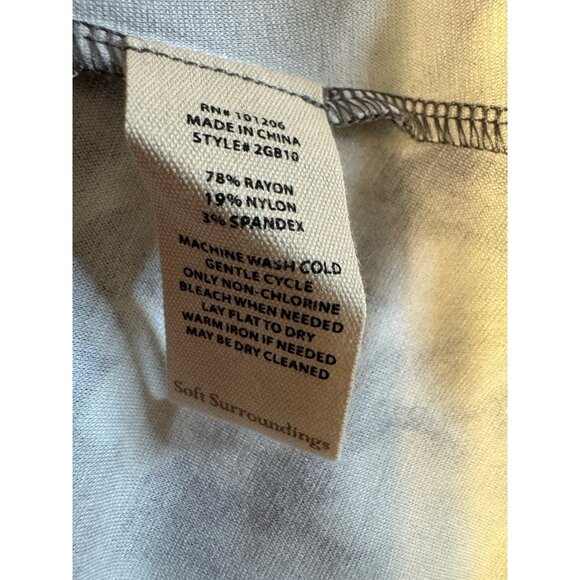 RN# 101206
MADE IN CHINA
STYLE# 2GB10
78% RAYON
19% NYLON
3% SPANDEX
MACHINE WASH COLD
GENTLE CYCLE
ONLY NON-CHLORINE
BLEACH WHEN NEEDED
LAY FLAT TO DRY
WARM IRON IF NEEDED
MAY BE DRY CLEANED
Soft Surroundings